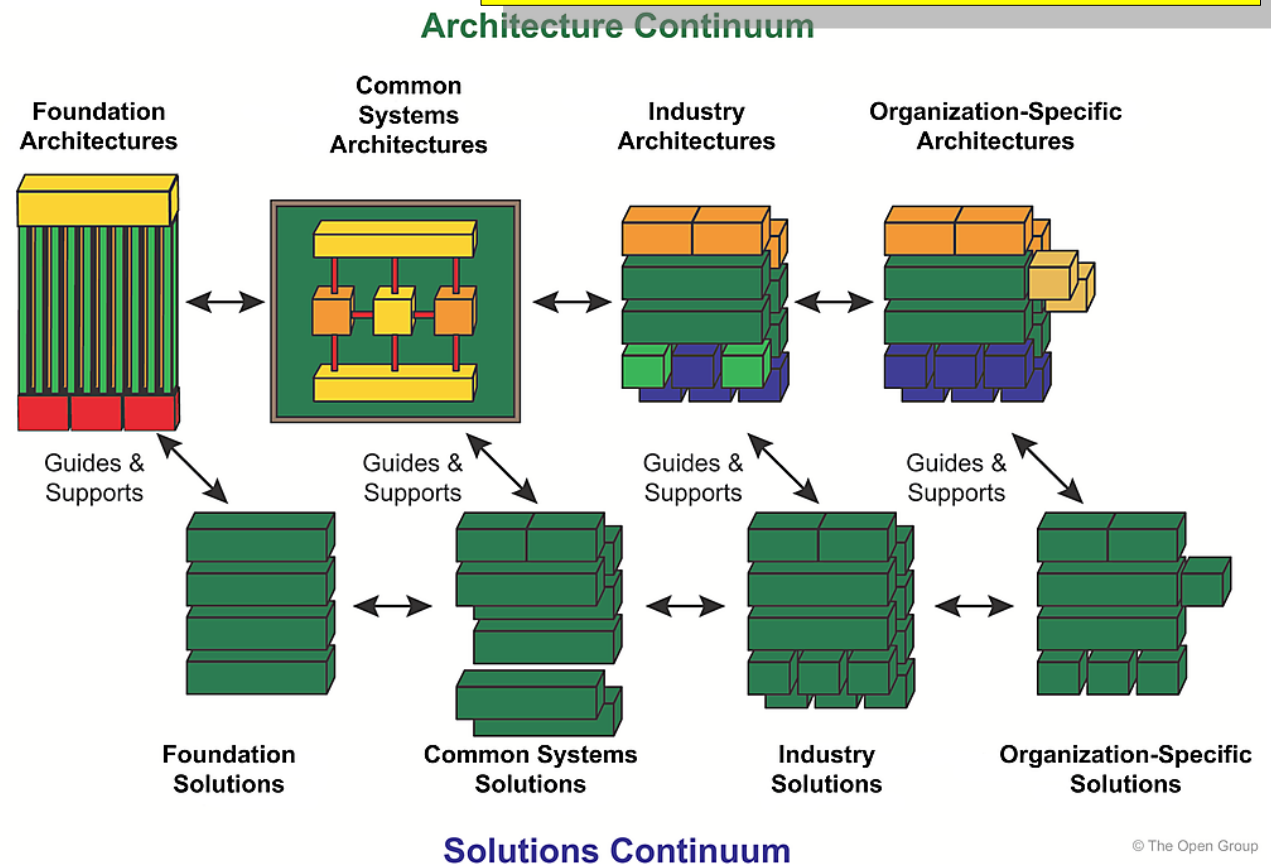 Architecture Continuum
Foundation
Architectures
Common
Systems
Architectures
Industry
Architectures
Organization-Specific
Architectures
Guides &
Supports
Guides &
Supports
Guides &
Supports
Guides &
Supports
Foundation
Solutions
Common Systems
Solutions
Industry
Solutions
Organization-Specific
Solutions
Solutions Continuum
© The Open Group